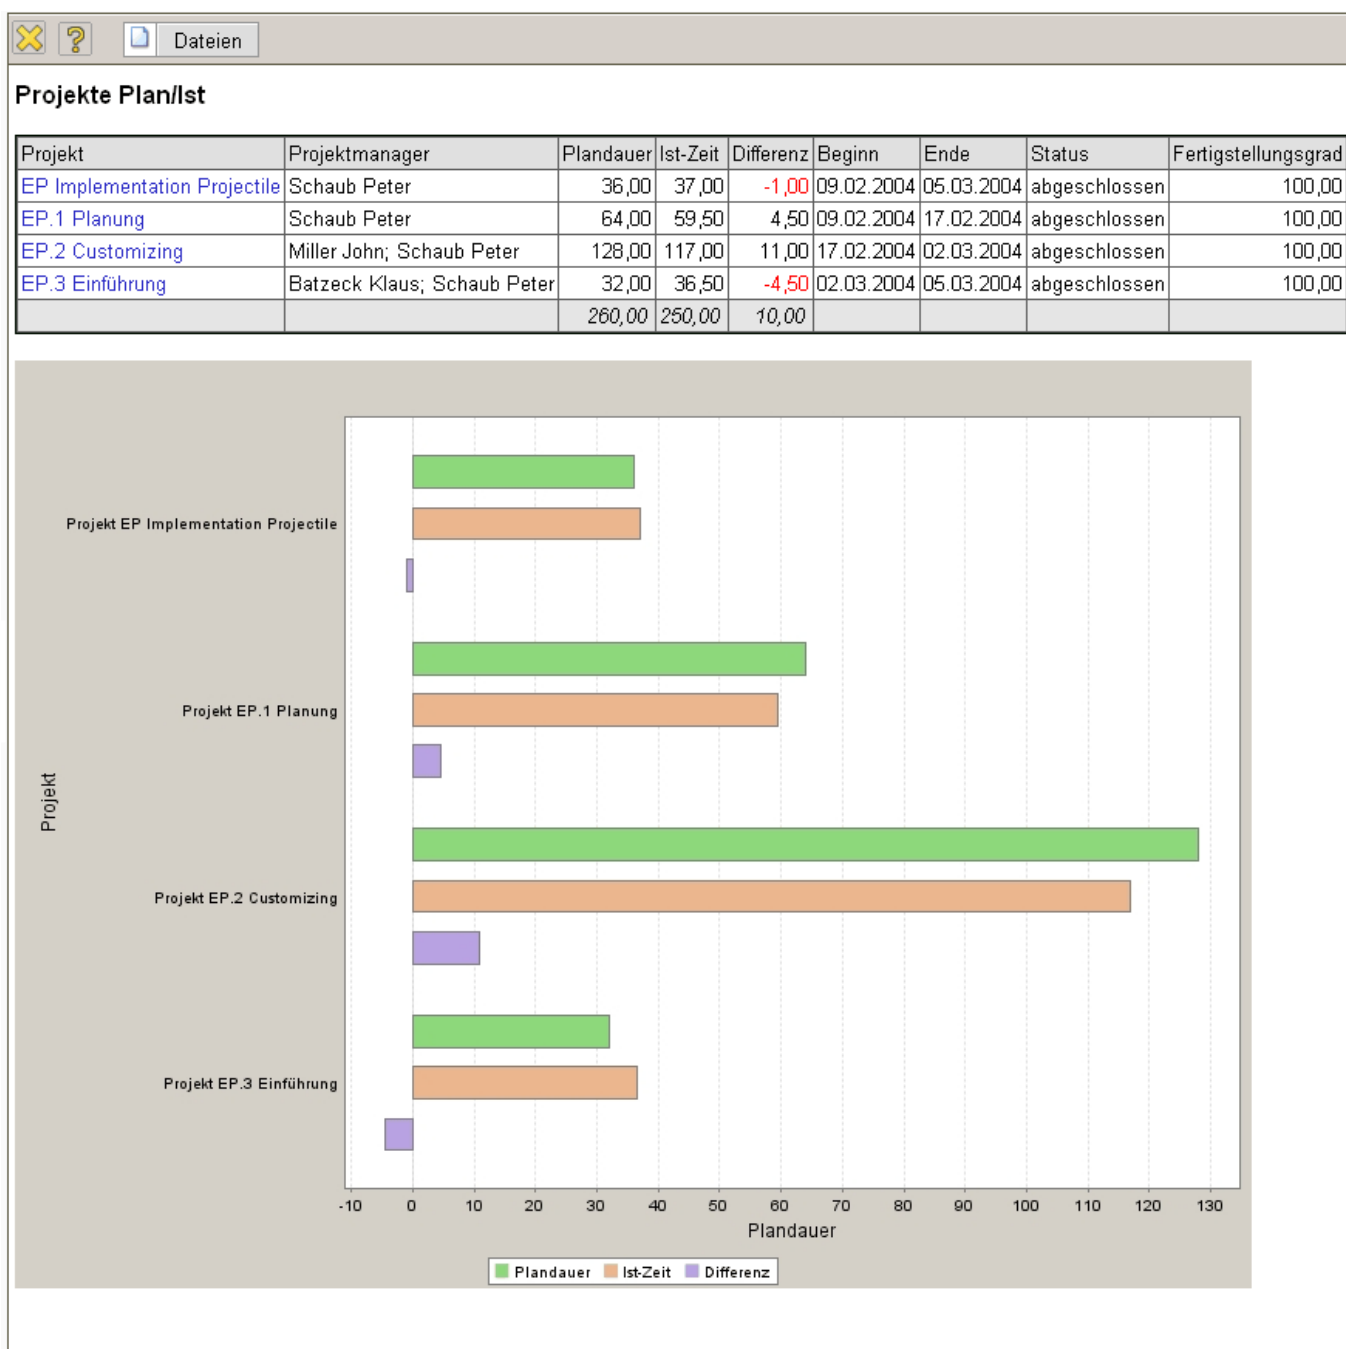 Dateien
Projekte Plan/Ist
Projekt Projektmanager Plandauer Ist-Zeit Differenz Beginn Ende Status Fertigstellungsgrad
EP Implementation Projectile Schaub Peter 36,00 37,00 -1,00 09.02.2004 05.03.2004 abgeschlossen 100,00
EP.1 Planung Schaub Peter 64,00 59,50 4,50 09.02.2004 17.02.2004 abgeschlossen 100,00
EP.2 Customizing Miller John; Schaub Peter 128,00 117,00 11,00 17.02.2004 02.03.2004 abgeschlossen 100,00
EP.3 Einführung Batzeck Klaus; Schaub Peter 32,00 36,50 -4,50 02.03.2004 05.03.2004 abgeschlossen 100,00
260,00 250,00 10,00
Projekt EP Implementation Projectile
Projekt EP.1 Planung
Projekt
Projekt EP.2 Customizing
Projekt EP.3 Einführung
-10 0 10 20 30 40 50 60 70 80 90 100 110 120 130
Plandauer
Plandauer Ist-Zeit Differenz